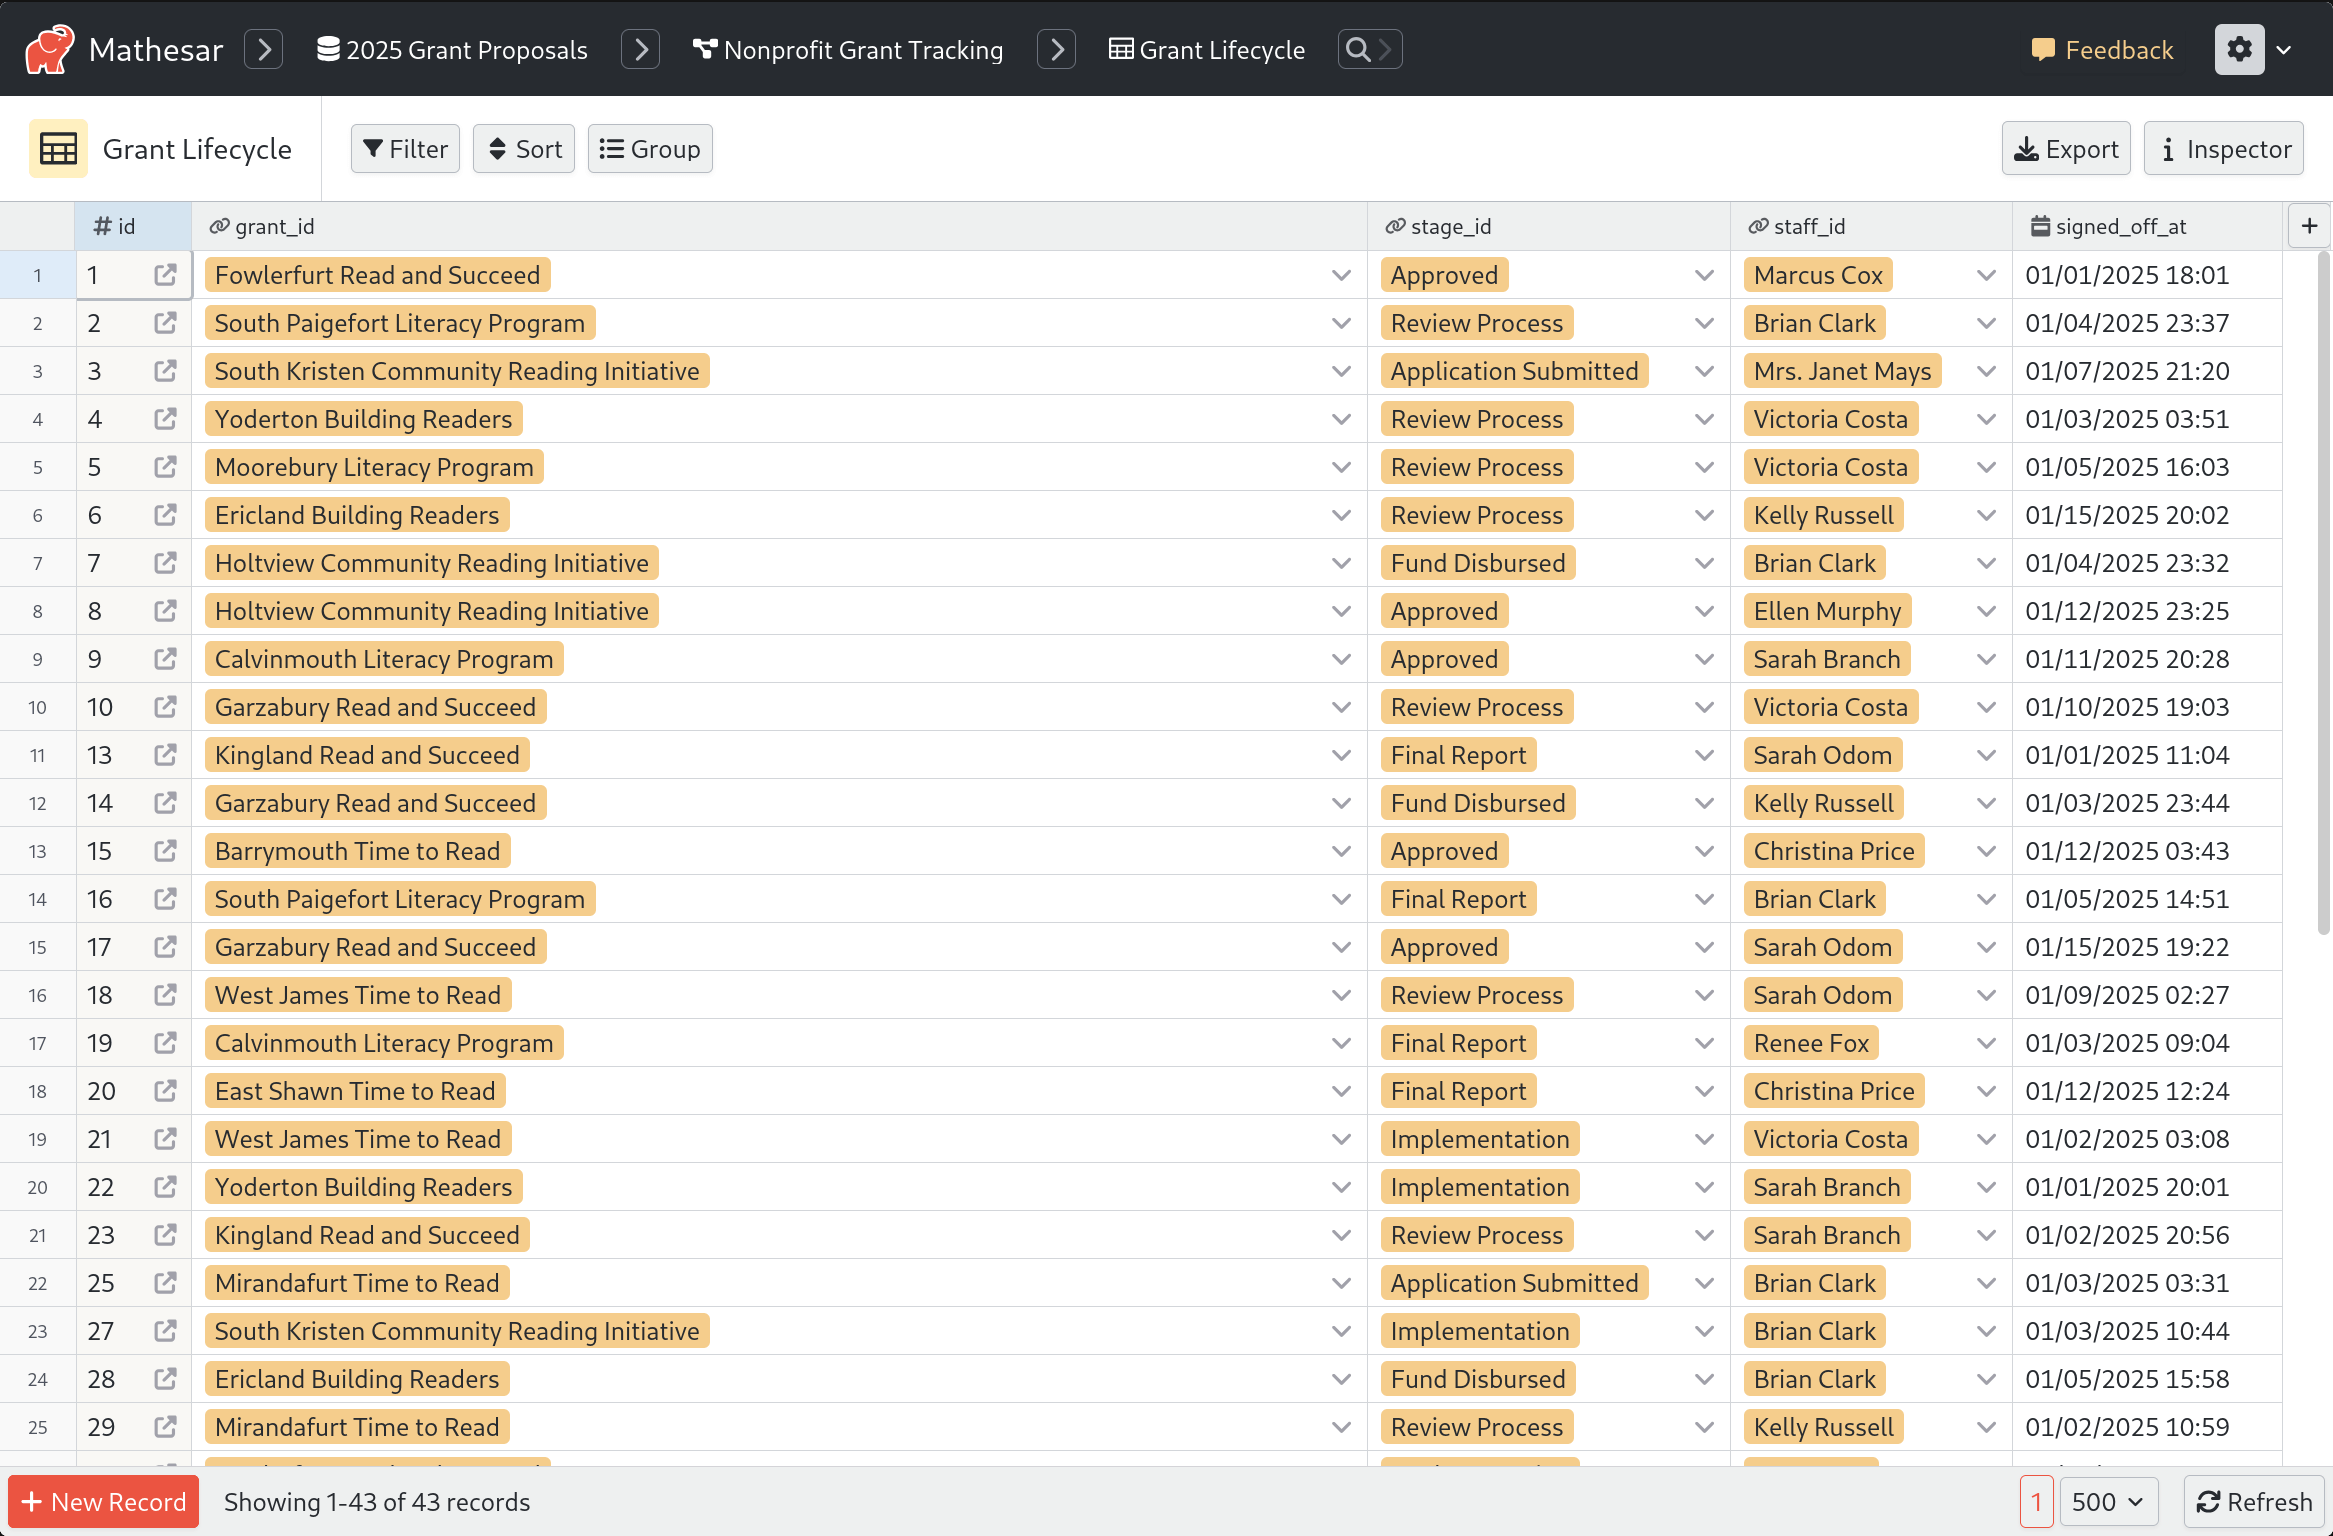 Mathesar 2025 Grant Proposals Nonprofit Grant Tracking Grant Lifecycle Feedback
Grant Lifecycle Filter Sort Group Export Inspector
id grant_id stage_id staff_id signed_off_at
1 1 Fowlerfurt Read and Succeed Approved Marcus Cox 01/01/2025 18:01
2 2 South Paigefort Literacy Program Review Process Brian Clark 01/04/2025 23:37
3 3 South Kristen Community Reading Initiative Application Submitted Mrs. Janet Mays 01/07/2025 21:20
4 4 Yoderton Building Readers Review Process Victoria Costa 01/03/2025 03:51
5 5 Moorebury Literacy Program Review Process Victoria Costa 01/05/2025 16:03
6 6 Ericland Building Readers Review Process Kelly Russell 01/15/2025 20:02
7 7 Holtview Community Reading Initiative Fund Disbursed Brian Clark 01/04/2025 23:32
8 8 Holtview Community Reading Initiative Approved Ellen Murphy 01/12/2025 23:25
9 9 Calvinmouth Literacy Program Approved Sarah Branch 01/11/2025 20:28
10 10 Garzabury Read and Succeed Review Process Victoria Costa 01/10/2025 19:03
11 13 Kingland Read and Succeed Final Report Sarah Odom 01/01/2025 11:04
12 14 Garzabury Read and Succeed Fund Disbursed Kelly Russell 01/03/2025 23:44
13 15 Barrymouth Time to Read Approved Christina Price 01/12/2025 03:43
14 16 South Paigefort Literacy Program Final Report Brian Clark 01/05/2025 14:51
15 17 Garzabury Read and Succeed Approved Sarah Odom 01/15/2025 19:22
16 18 West James Time to Read Review Process Sarah Odom 01/09/2025 02:27
17 19 Calvinmouth Literacy Program Final Report Renee Fox 01/03/2025 09:04
18 20 East Shawn Time to Read Final Report Christina Price 01/12/2025 12:24
19 21 West James Time to Read Implementation Victoria Costa 01/02/2025 03:08
20 22 Yoderton Building Readers Implementation Sarah Branch 01/01/2025 20:01
21 23 Kingland Read and Succeed Review Process Sarah Branch 01/02/2025 20:56
22 25 Mirandafurt Time to Read Application Submitted Brian Clark 01/03/2025 03:31
23 27 South Kristen Community Reading Initiative Implementation Brian Clark 01/03/2025 10:44
24 28 Ericland Building Readers Fund Disbursed Brian Clark 01/05/2025 15:58
25 29 Mirandafurt Time to Read Review Process Kelly Russell 01/02/2025 10:59
+ New Record Showing 1-43 of 43 records 1 500 Refresh